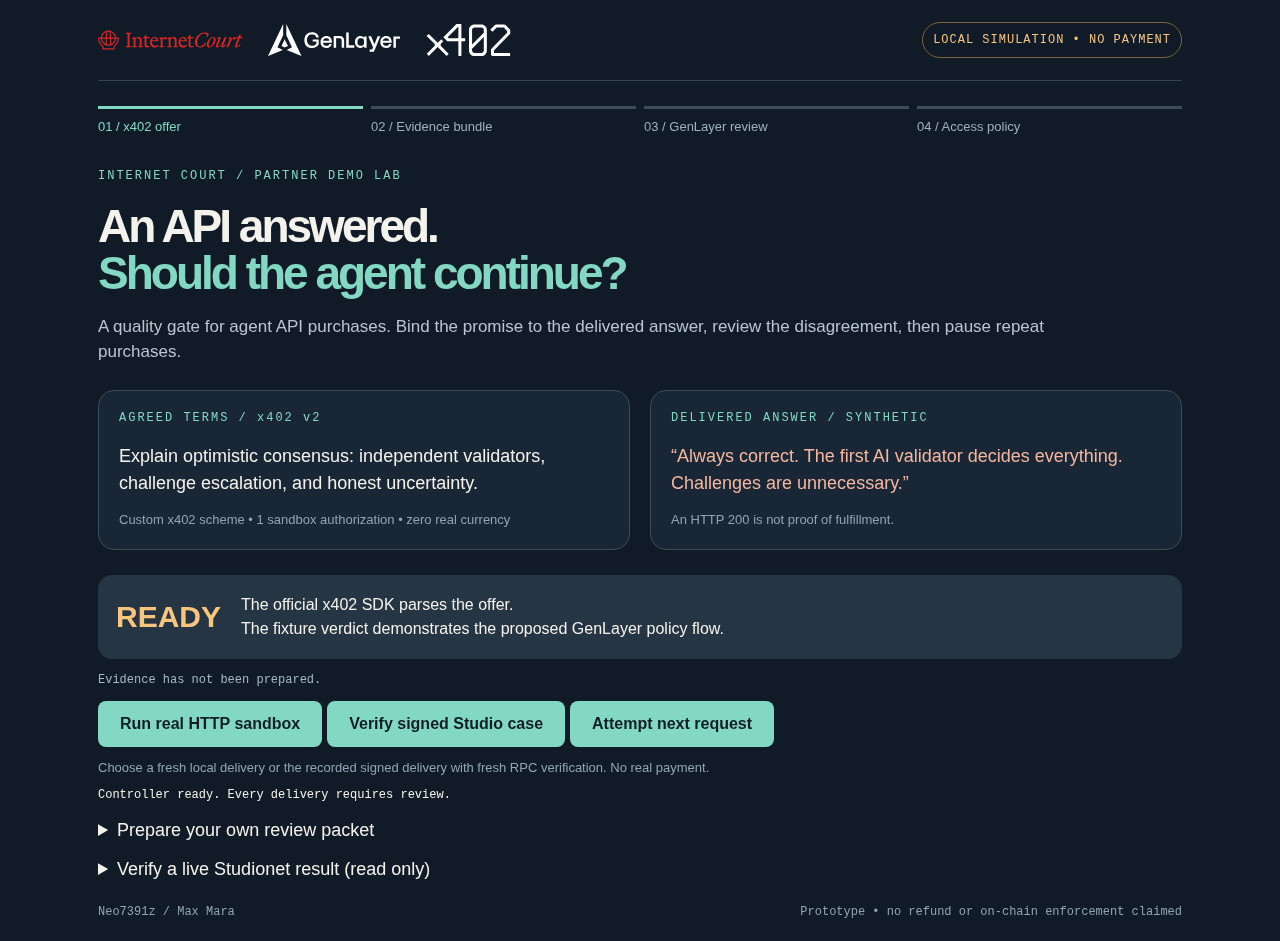 InternetCourt GenLayer x402 LOCAL SIMULATION • NO PAYMENT
01 / x402 offer 02 / Evidence bundle 03 / GenLayer review 04 / Access policy
INTERNET COURT / PARTNER DEMO LAB
An API answered.
Should the agent continue?
A quality gate for agent API purchases. Bind the promise to the delivered answer, review the disagreement, then pause repeat
purchases.
AGREED TERMS / x402 v2
Explain optimistic consensus: independent validators,
challenge escalation, and honest uncertainty.
Custom x402 scheme • 1 sandbox authorization • zero real currency
DELIVERED ANSWER / SYNTHETIC
“Always correct. The first AI validator decides everything.
Challenges are unnecessary.”
An HTTP 200 is not proof of fulfillment.
READY
The official x402 SDK parses the offer.
The fixture verdict demonstrates the proposed GenLayer policy flow.
Evidence has not been prepared.
Run real HTTP sandbox Verify signed Studio case Attempt next request
Choose a fresh local delivery or the recorded signed delivery with fresh RPC verification. No real payment.
Controller ready. Every delivery requires review.
Prepare your own review packet
Verify a live Studionet result (read only)
Neo7391z / Max Mara Prototype • no refund or on-chain enforcement claimed